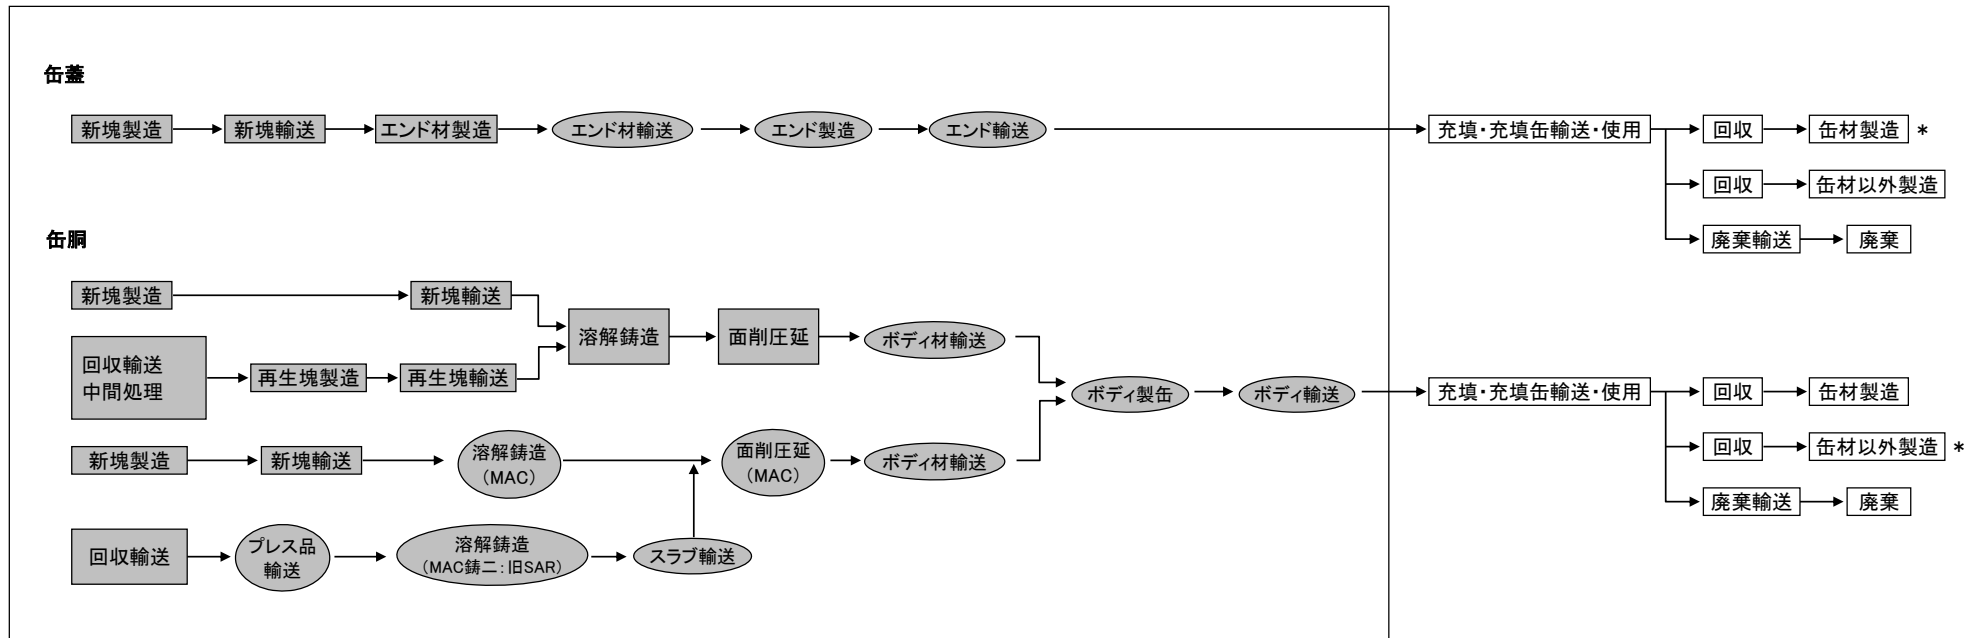 缶蓋
新塊製造
新塊輸送
エンド材製造
エンド材輸送
エンド製造
エンド輸送
充填・充填缶輸送・使用
回収
缶材製造 *
回収
缶材以外製造
廃棄輸送
廃棄
缶胴
新塊製造
新塊輸送
回収輸送
中間処理
再生塊製造
再生塊輸送
溶解鋳造
面削圧延
ボディ材輸送
新塊製造
新塊輸送
溶解鋳造
(MAC)
面削圧延
(MAC)
ボディ材輸送
回収輸送
プレス品
輸送
溶解鋳造
(MAC鋳二:旧SAR)
スラブ輸送
ボディ製缶
ボディ輸送
充填・充填缶輸送・使用
回収
缶材製造
回収
缶材以外製造 *
廃棄輸送
廃棄